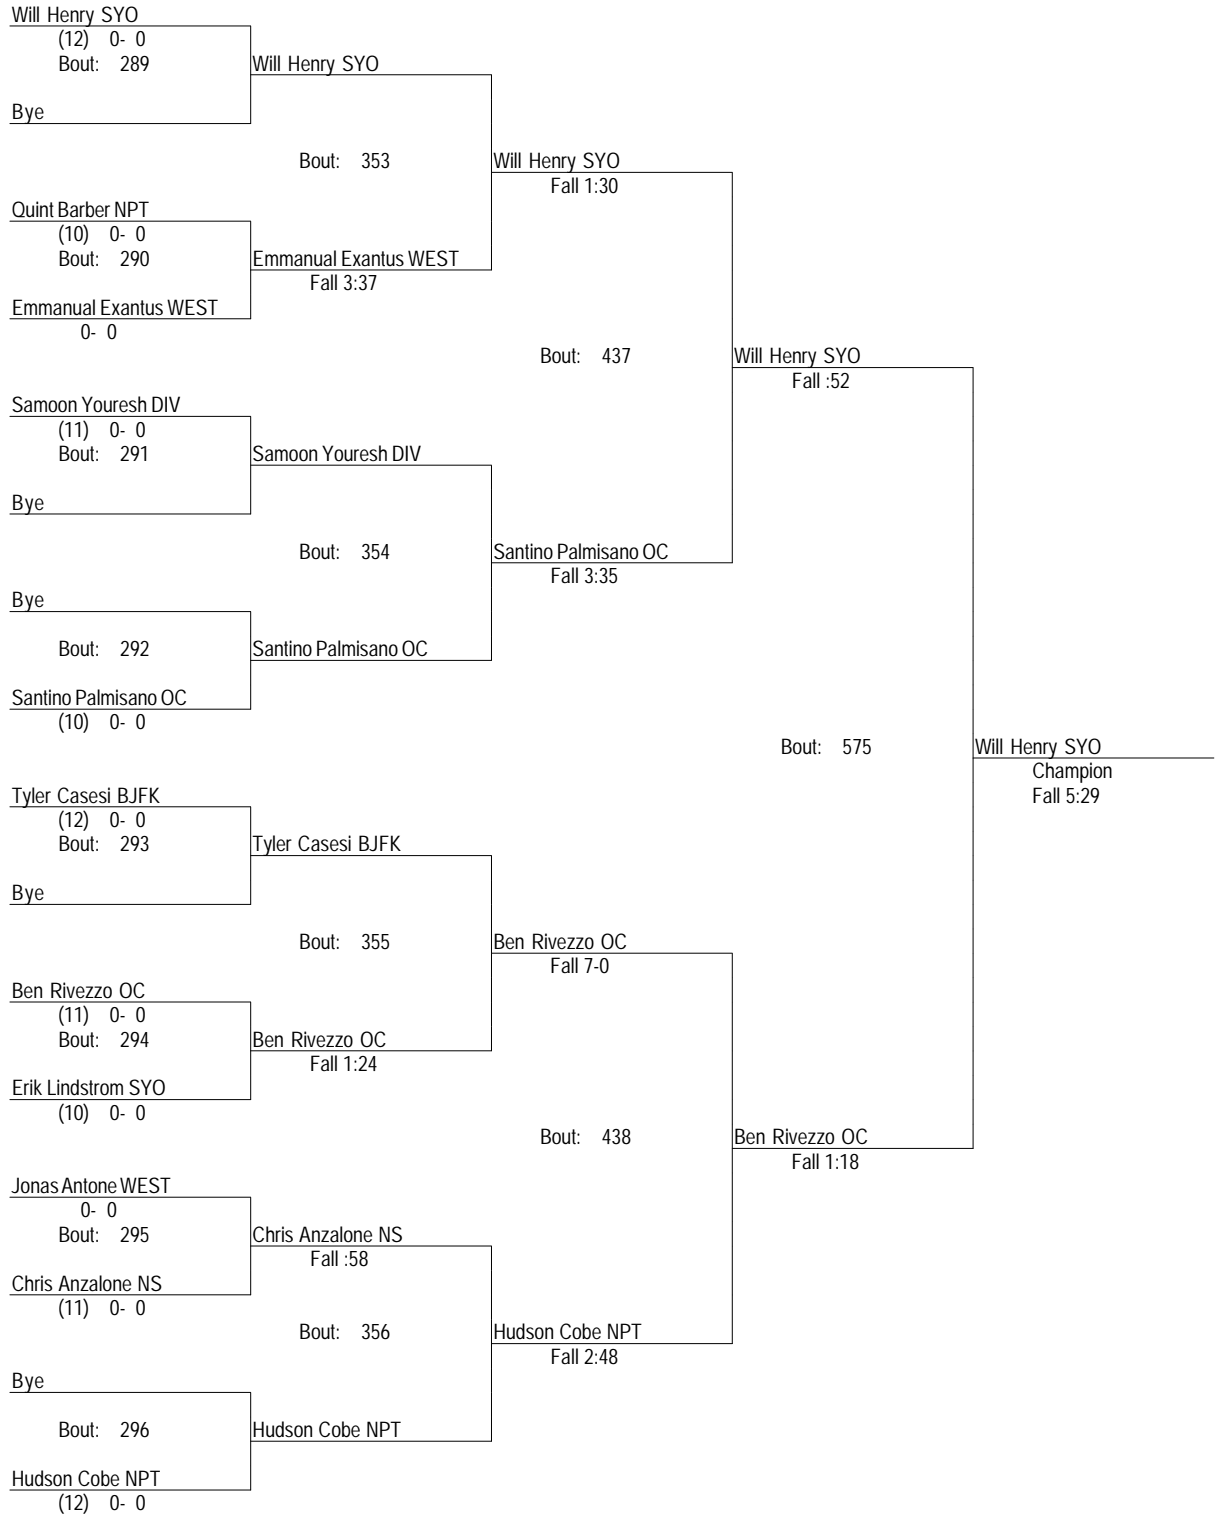 Will Henry SYO
(12) 0- 0
Bout: 289
Will Henry SYO
Bye
Bout: 353
Will Henry SYO
Fall 1:30
Quint Barber NPT
(10) 0- 0
Bout: 290
Emmanual Exantus WEST
Fall 3:37
Emmanual Exantus WEST
0- 0
Bout: 437
Will Henry SYO
Fall :52
Samoon Youresh DIV
(11) 0- 0
Bout: 291
Samoon Youresh DIV
Bye
Bout: 354
Santino Palmisano OC
Fall 3:35
Bye
Bout: 292
Santino Palmisano OC
Santino Palmisano OC
(10) 0- 0
Bout: 575
Will Henry SYO
Champion
Fall 5:29
Tyler Casesi BJFK
(12) 0- 0
Bout: 293
Tyler Casesi BJFK
Bye
Bout: 355
Ben Rivezzo OC
Fall 7-0
Ben Rivezzo OC
(11) 0- 0
Bout: 294
Ben Rivezzo OC
Fall 1:24
Erik Lindstrom SYO
(10) 0- 0
Bout: 438
Ben Rivezzo OC
Fall 1:18
Jonas Antone WEST
0- 0
Bout: 295
Chris Anzalone NS
Fall :58
Chris Anzalone NS
(11) 0- 0
Bout: 356
Hudson Cobe NPT
Fall 2:48
Bye
Bout: 296
Hudson Cobe NPT
Hudson Cobe NPT
(12) 0- 0